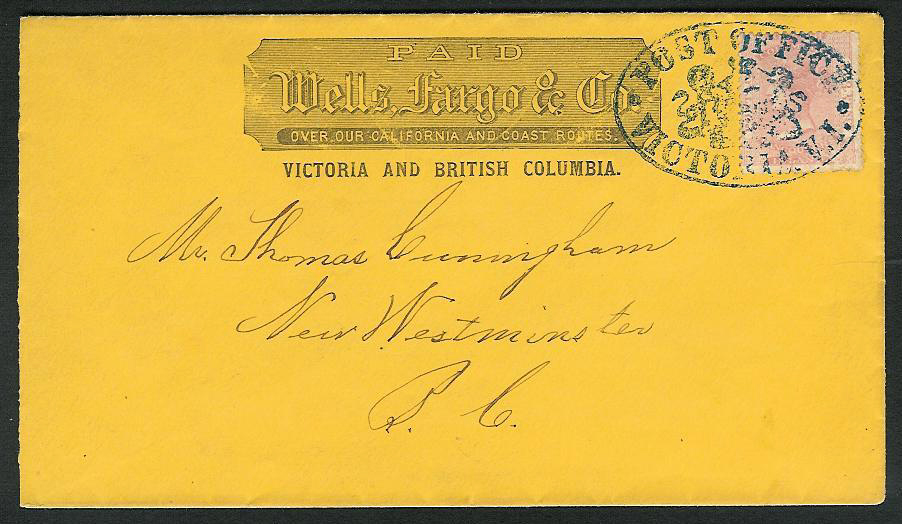 PAID
Wells, Fargo & Co
OVER OUR CALIFORNIA AND COAST ROUTES.
VICTORIA AND BRITISH COLUMBIA.
POST OFFICE
VICTORIA V.I.
Mr. Thomas Cunningham
New Westminster
B. C.